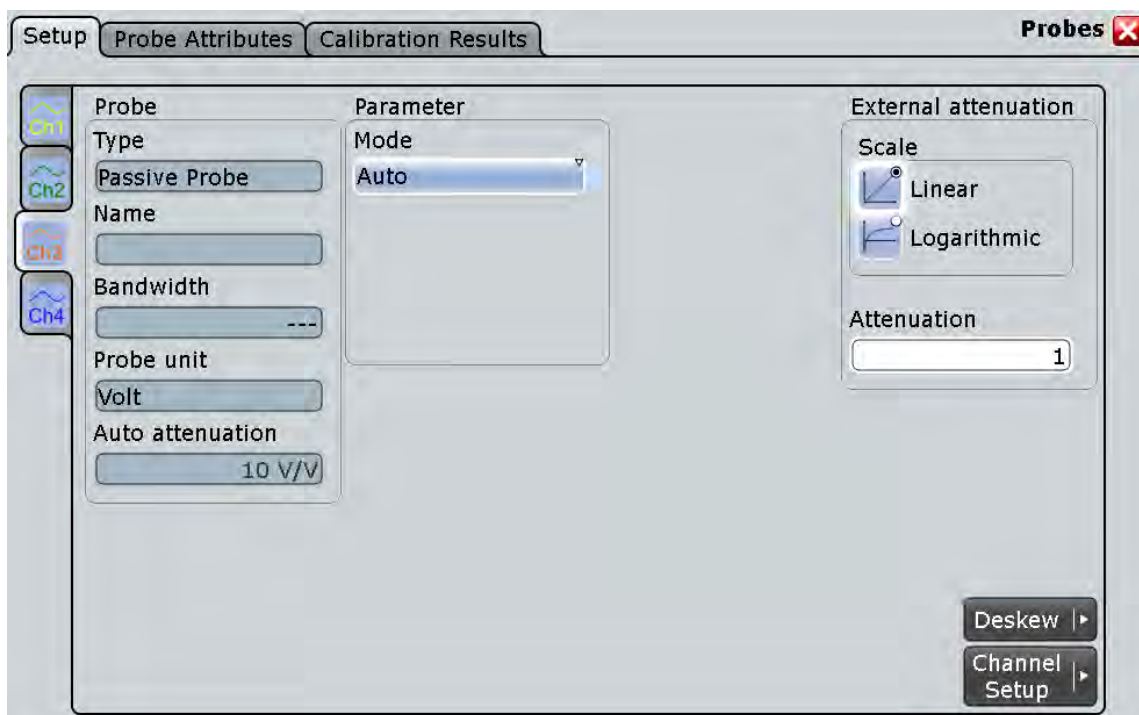 Setup
Probe Attributes
Calibration Results
Probes
Ch1
Ch2
Ch3
Ch4
Probe
Type
Passive Probe
Name
Bandwidth
---
Probe unit
Volt
Auto attenuation
10 V/V
Parameter
Mode
Auto
External attenuation
Scale
Linear
Logarithmic
Attenuation
1
Deskew
Channel
Setup